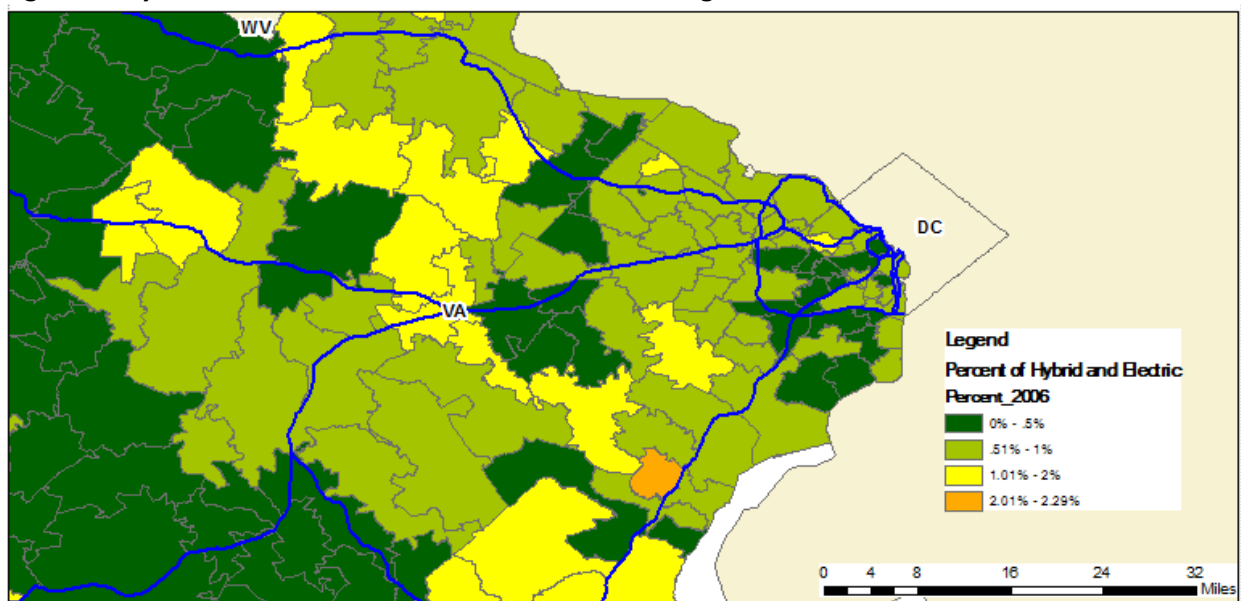 WV
DC
VA
Legend
Percent of Hybrid and Electric
Percent_2006
0% - .5%
.51% - 1%
1.01% - 2%
2.01% - 2.29%
0 4 8 16 24 32
Miles